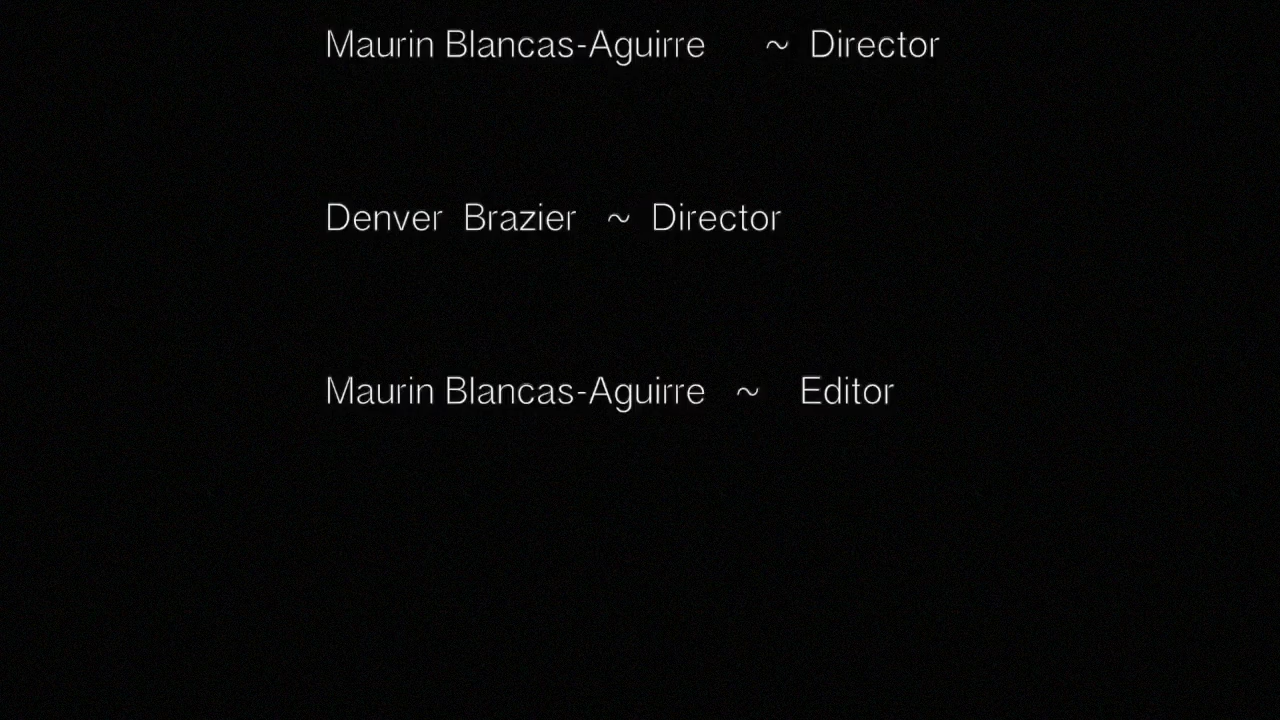 Maurin Blancas-Aguirre ~ Director
Denver Brazier ~ Director
Maurin Blancas-Aguirre ~ Editor